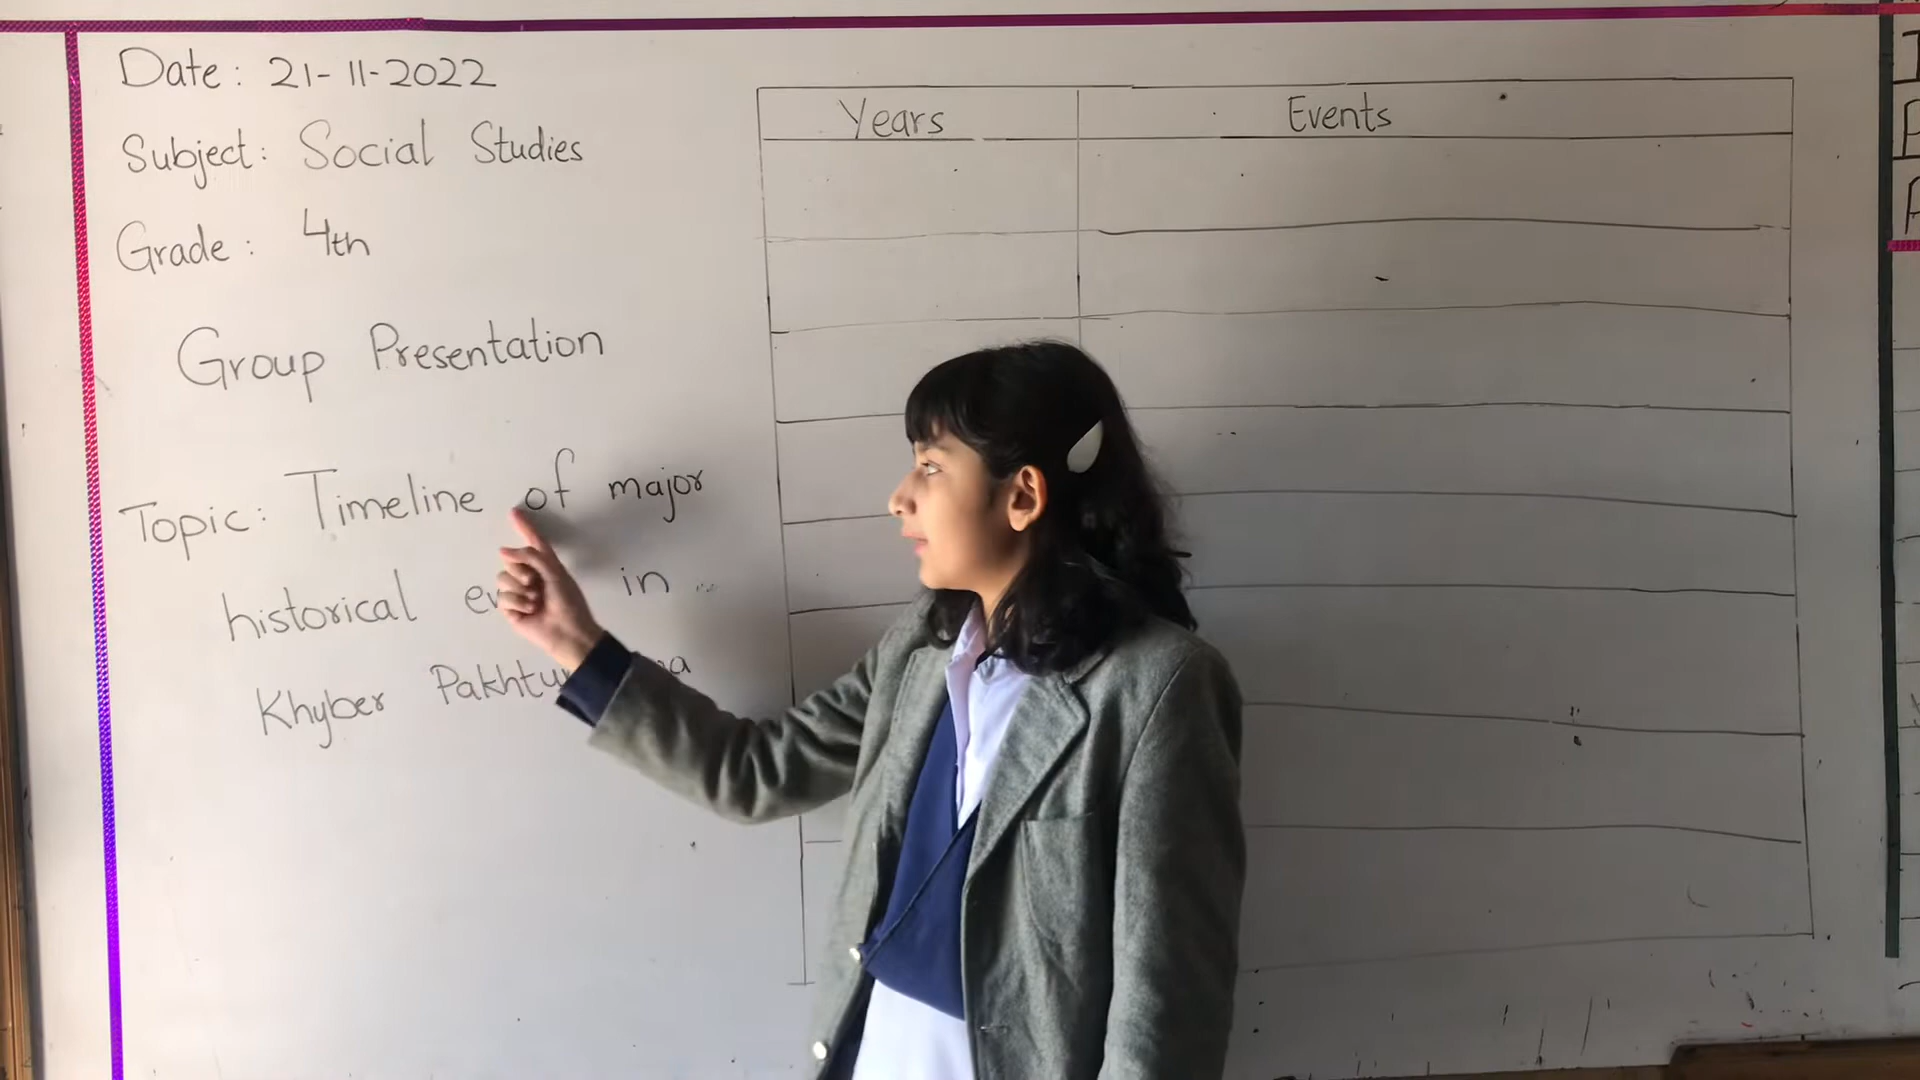 Date: 21-11-2022
Subject: Social Studies
Grade: 4th
Group Presentation
Topic: Timeline of major
historical in
Khyber
Years Events